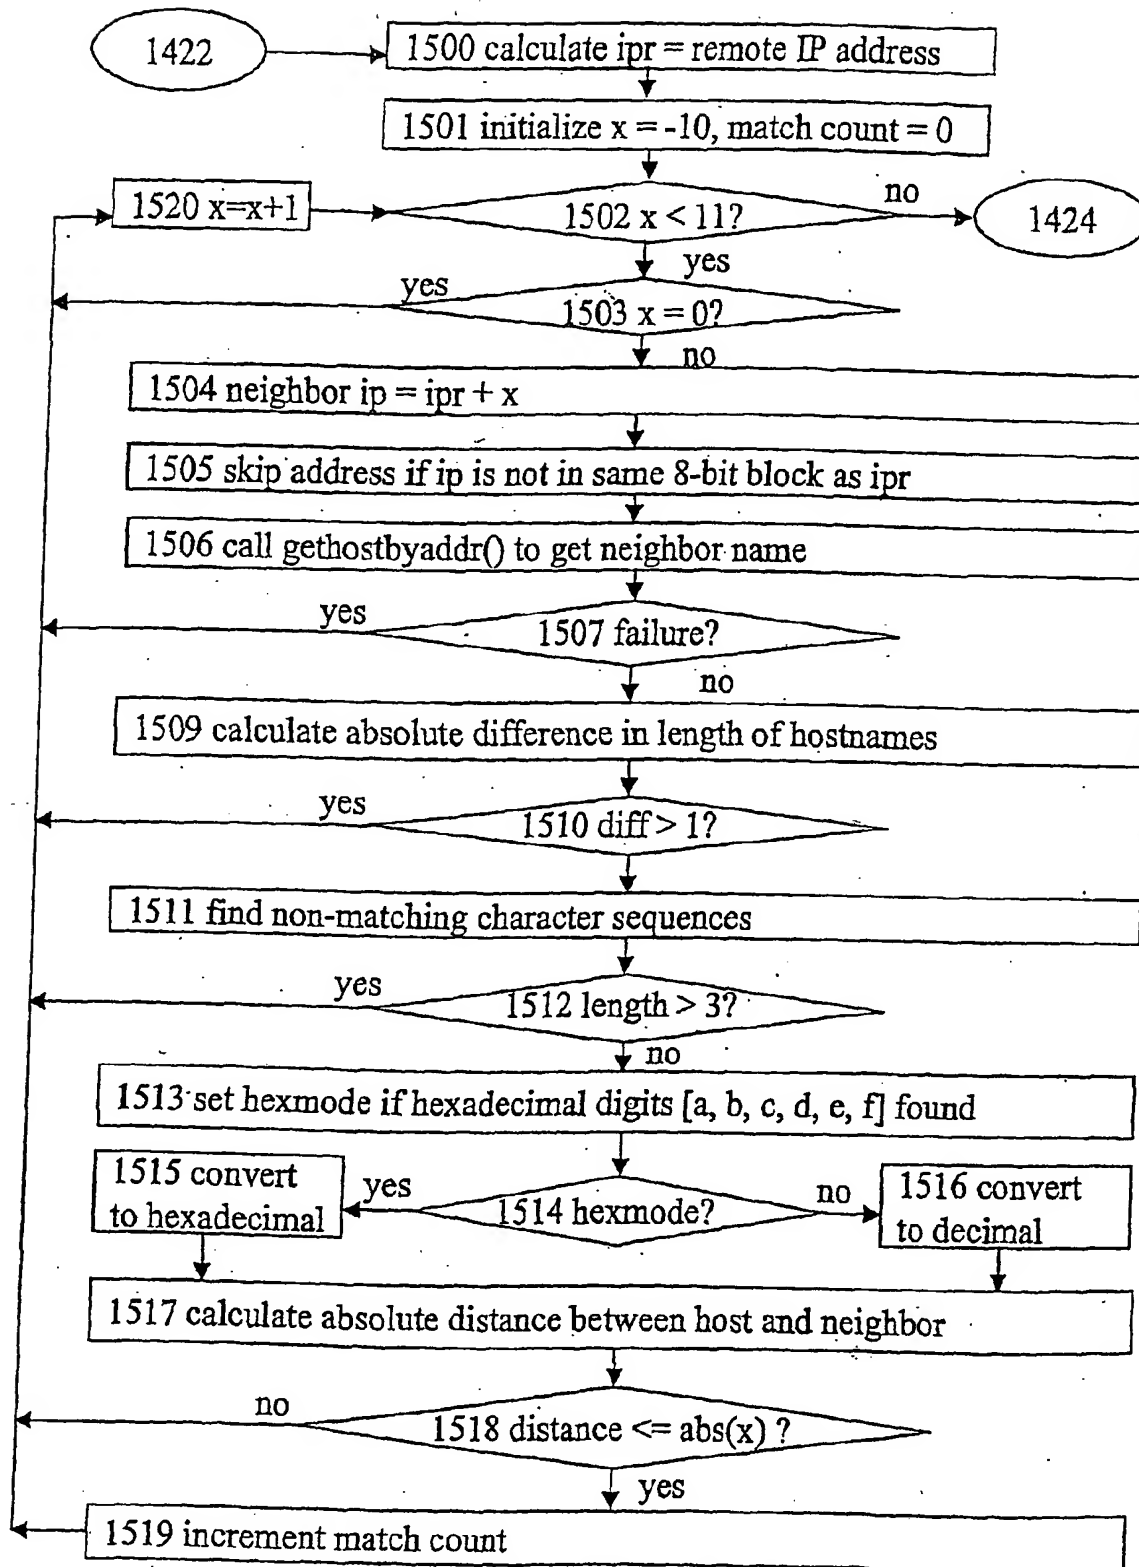 1422
1500 calculate ipr = remote IP address
1501 initialize x = -10, match count = 0
1520 x=x+1
1502 x < 11?
no
1424
yes
yes
1503 x = 0?
no
1504 neighbor ip = ipr + x
1505 skip address if ip is not in same 8-bit block as ipr
1506 call gethostbyaddr() to get neighbor name
yes
1507 failure?
no
1509 calculate absolute difference in length of hostnames
yes
1510 diff > 1?
1511 find non-matching character sequences
yes
1512 length > 3?
no
1513 set hexmode if hexadecimal digits [a, b, c, d, e, f] found
1515 convert
to hexadecimal
yes
1514 hexmode?
no
1516 convert
to decimal
1517 calculate absolute distance between host and neighbor
no
1518 distance <= abs(x) ?
yes
1519 increment match count